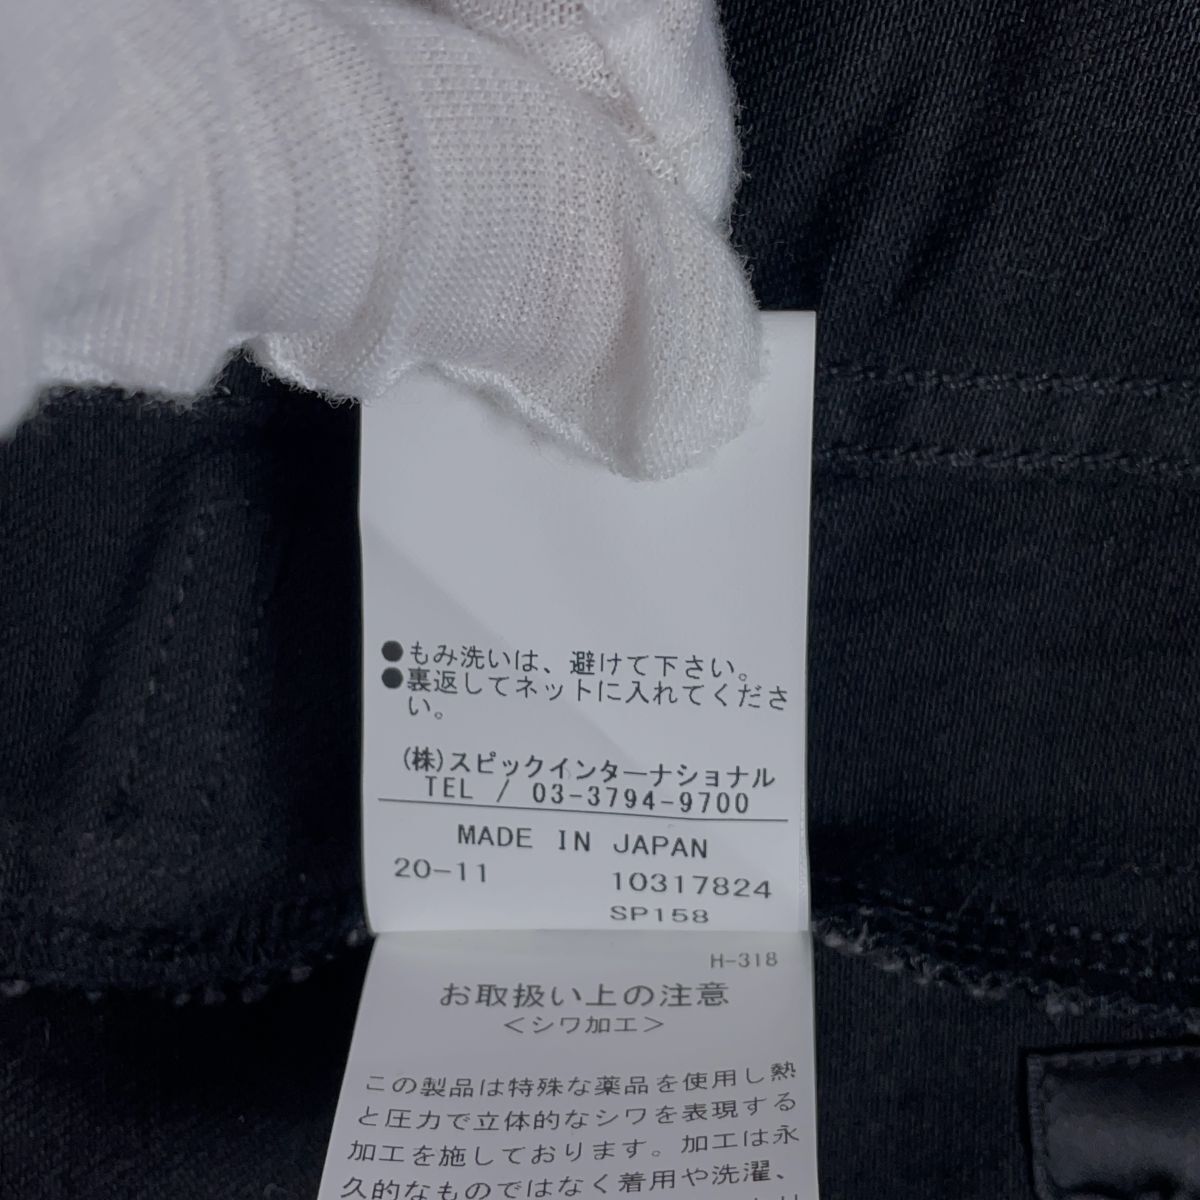 ●もみ洗いは、避けて下さい。
●裏返してネットに入れてくださ
い。
(株)スピックインターナショナル
TEL / 03-3794-9700
MADE IN JAPAN
20-11 10317824
SP158
H-318
お取扱い上の注意
＜シワ加工＞
この製品は特殊な薬品を使用し熱
と圧力で立体的なシワを表現する
加工を施しております。加工は永
久的なものではなく着用や洗濯、